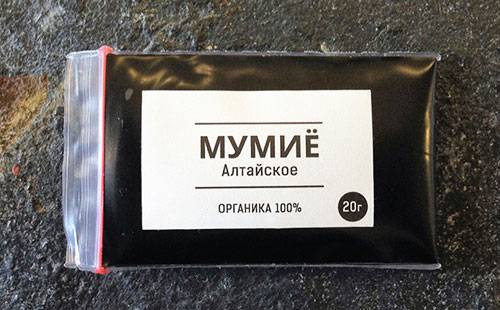 МУМИЁ
Алтайское
ОРГАНИКА 100%
20г